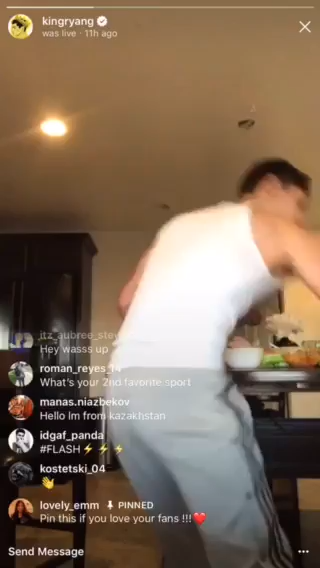 kingryang
was live · 11h ago
Hey wasss up
roman_reyes_14
What's your 2nd favorite sport
manas.niazbekov
Hello Im from kazakhstan
idgaf_panda
#FLASH⚡⚡⚡
kostetski_04
👋
lovely_emm PINNED
Pin this if you love your fans !!!❤️
Send Message